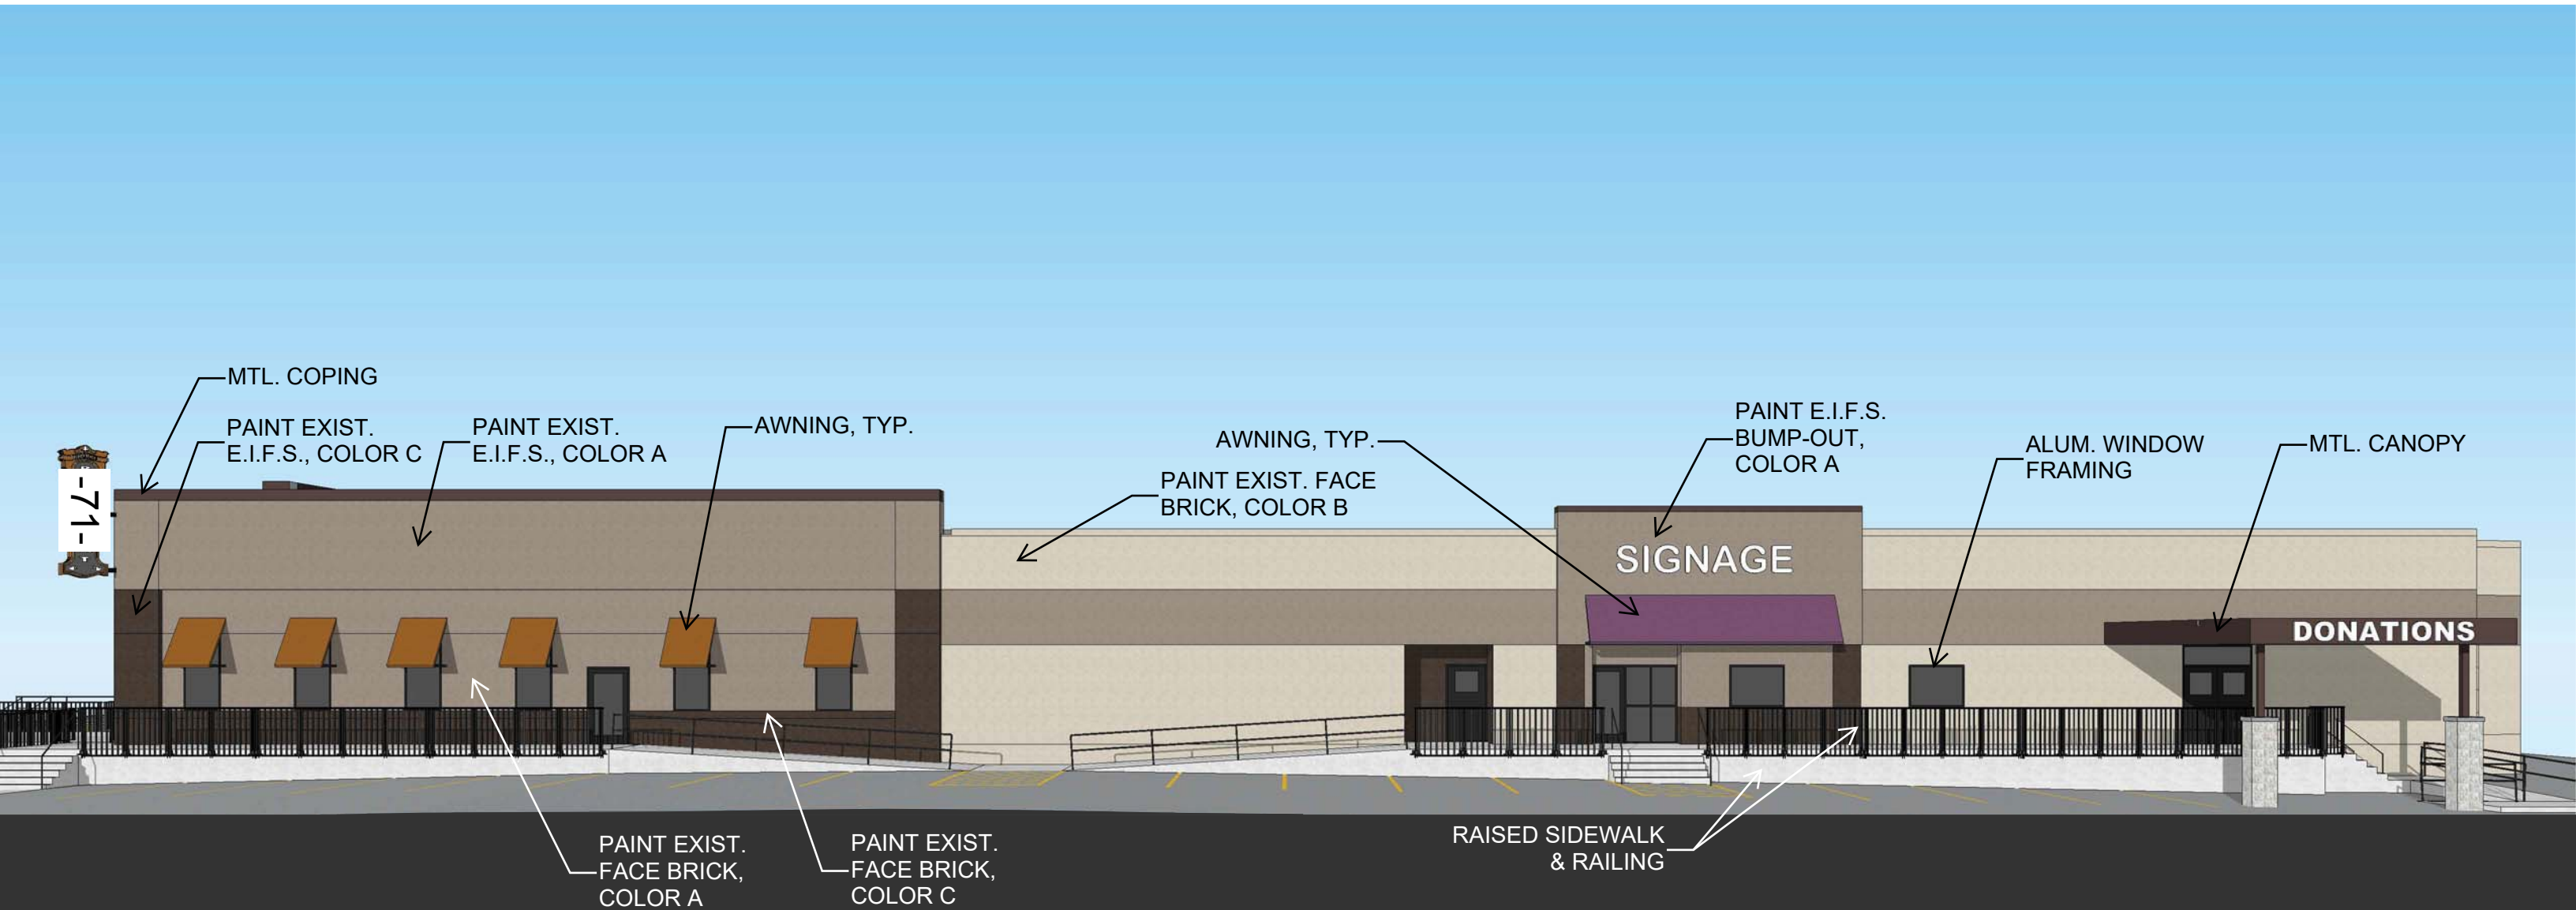 MTL. COPING
PAINT EXIST.
E.I.F.S., COLOR C
PAINT EXIST.
E.I.F.S., COLOR A
AWNING, TYP.
AWNING, TYP.
PAINT EXIST. FACE
BRICK, COLOR B
PAINT E.I.F.S.
BUMP-OUT,
COLOR A
ALUM. WINDOW
FRAMING
MTL. CANOPY
-71-
SIGNAGE
DONATIONS
PAINT EXIST.
FACE BRICK,
COLOR A
PAINT EXIST.
FACE BRICK,
COLOR C
RAISED SIDEWALK
& RAILING